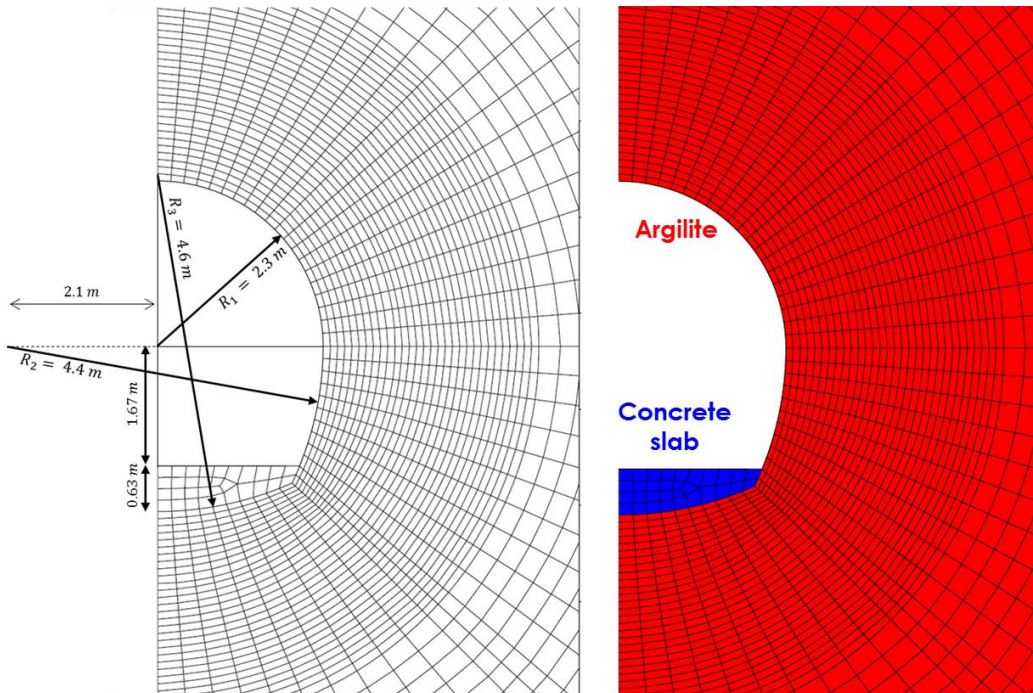 R₃ = 4.6 m
R₁ = 2.3 m
2.1 m
R₂ = 4.4 m
1.67 m
0.63 m
Argilite
Concrete
slab